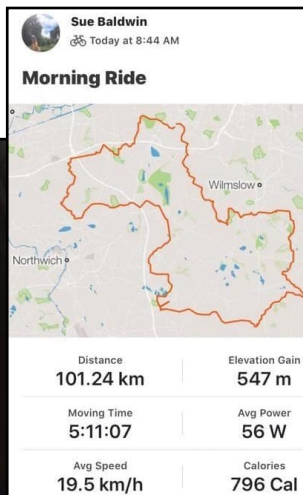 Sue Baldwin
Today at 8:44 AM
Morning Ride
Wilmslow
Northwich
Distance
101.24 km
Elevation Gain
547 m
Moving Time
5:11:07
Avg Power
56 W
Avg Speed
19.5 km/h
Calories
796 Cal